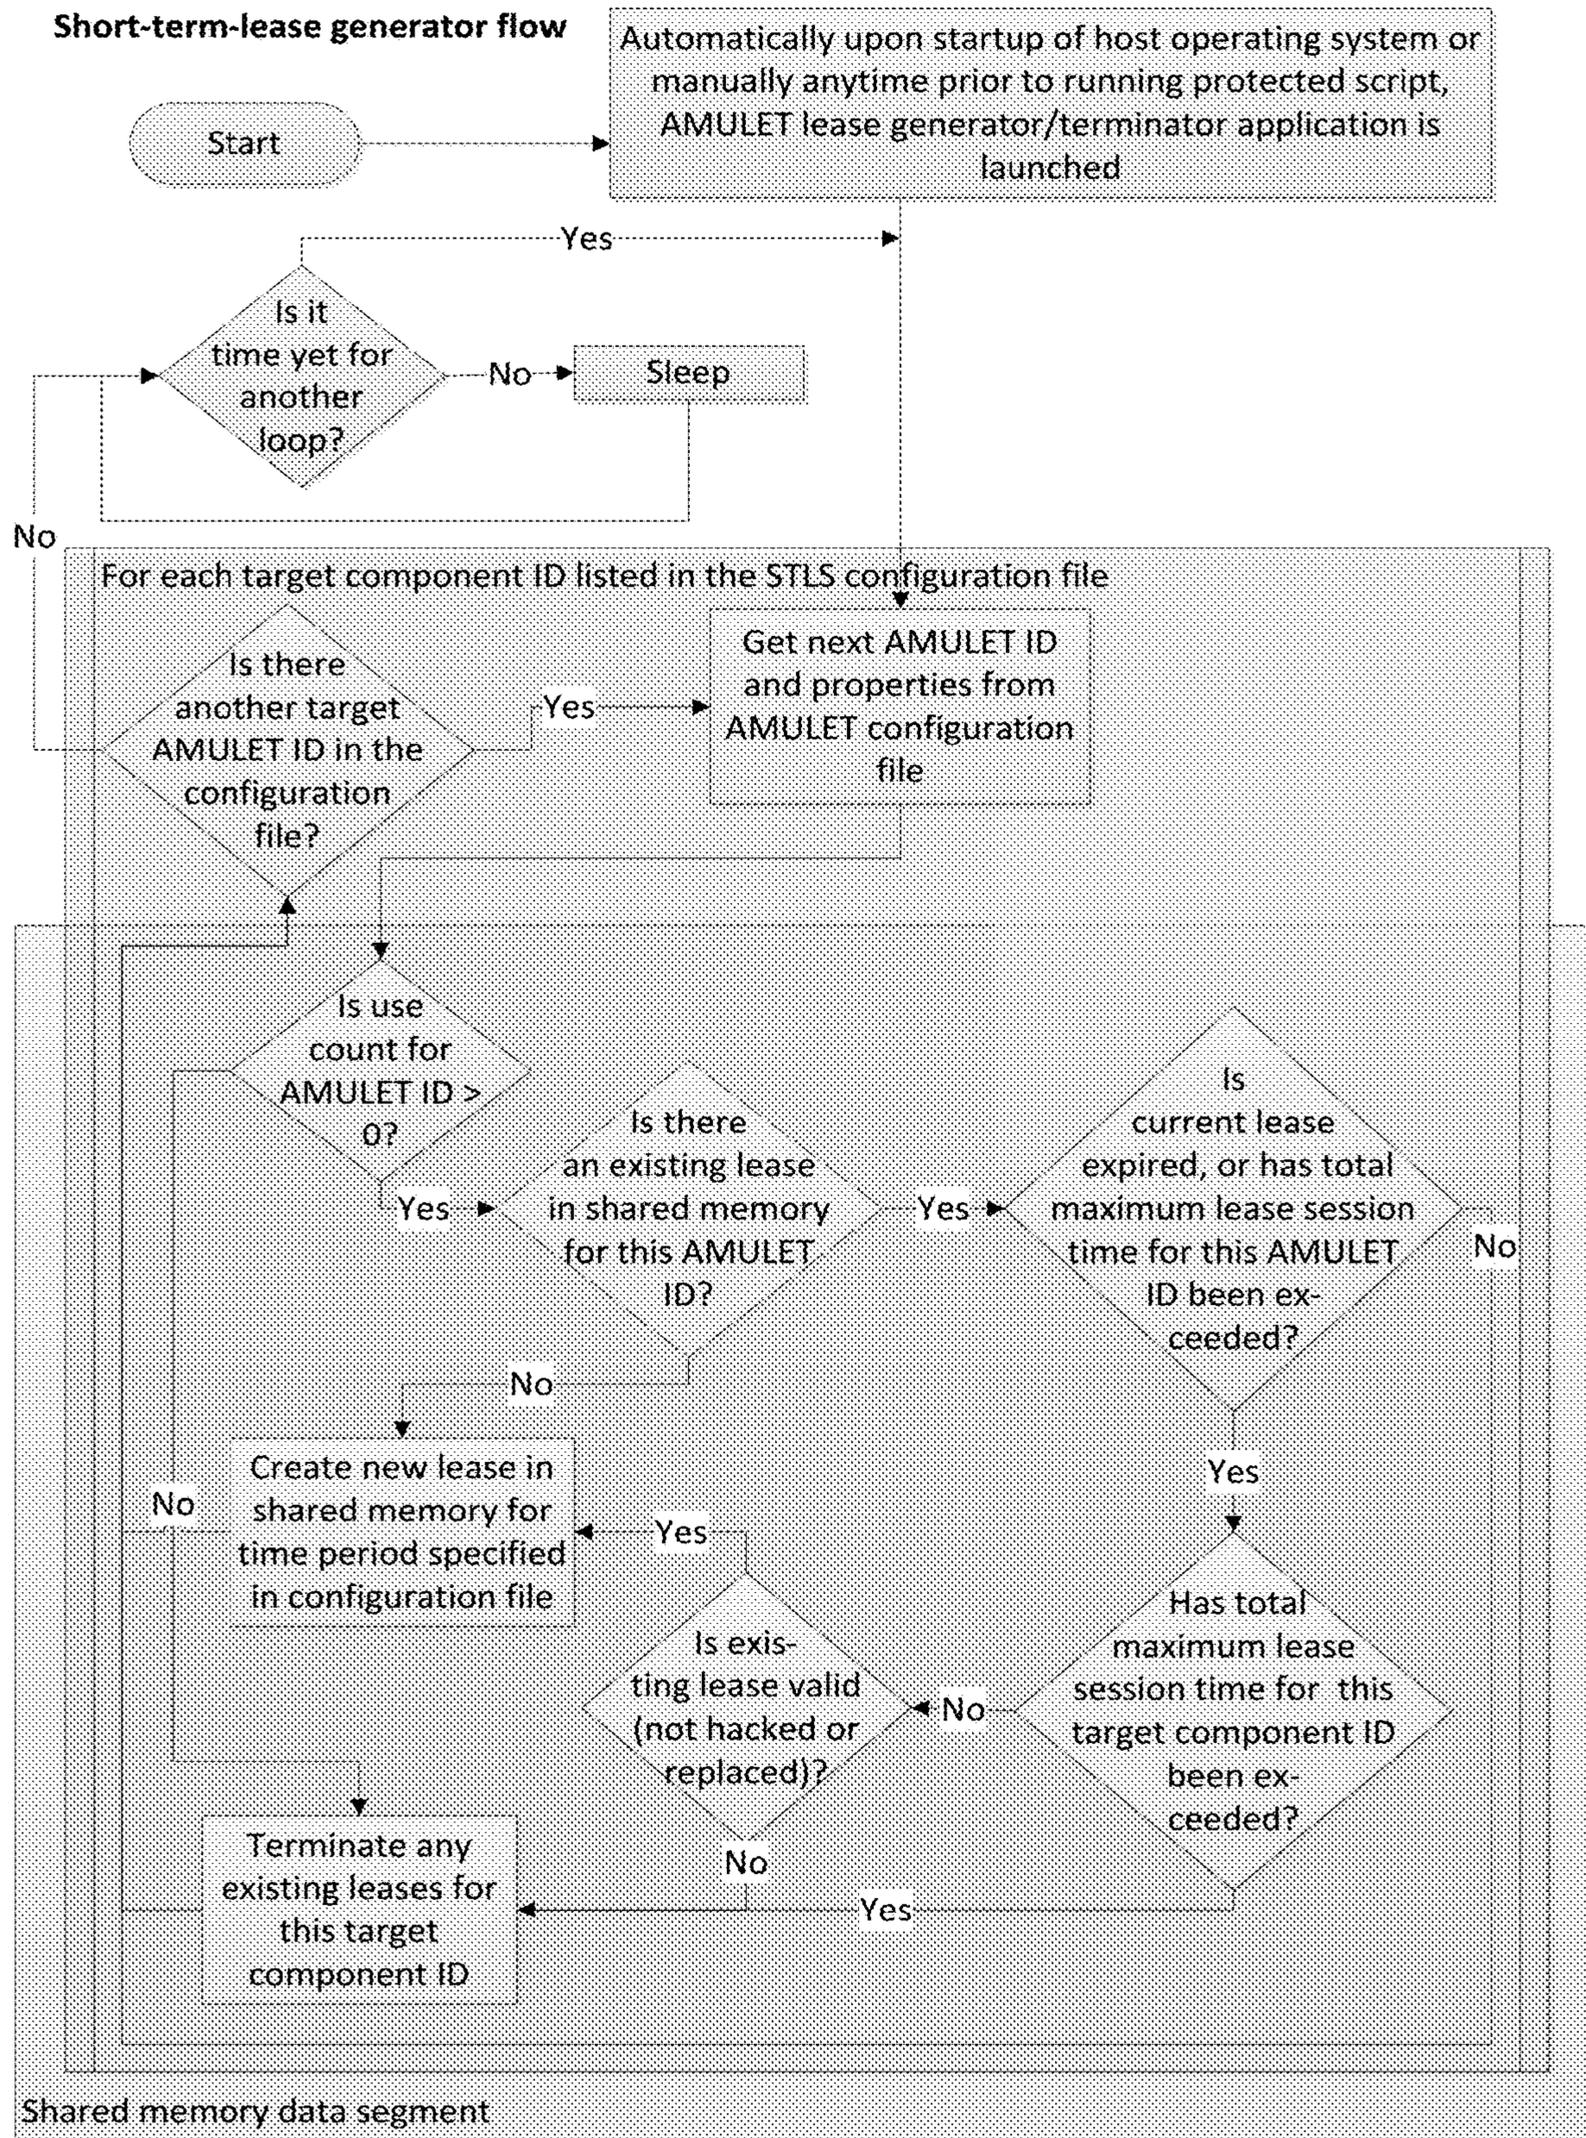 Short-term-lease generator flow
Automatically upon startup of host operating system or
manually anytime prior to running protected script,
AMULET lease generator/terminator application is
launched
Start
Yes
Is it
time yet for
another
loop?
No
Sleep
No
For each target component ID listed in the STLS configuration file
Is there
another target
AMULET ID in the
configuration
file?
Yes
Get next AMULET ID
and properties from
AMULET configuration
file
Is use
count for
AMULET ID >
0?
Yes
Is there
an existing lease
in shared memory
for this AMULET
ID?
Yes
Is
current lease
expired, or has total
maximum lease session
time for this AMULET
ID been ex-
ceeded?
No
No
Yes
No
Create new lease in
shared memory for
time period specified
in configuration file
Yes
Is exis-
ting lease valid
(not hacked or
replaced)?
No
Has total
maximum lease
session time for this
target component ID
been ex-
ceeded?
No
Yes
Terminate any
existing leases for
this target
component ID
Shared memory data segment